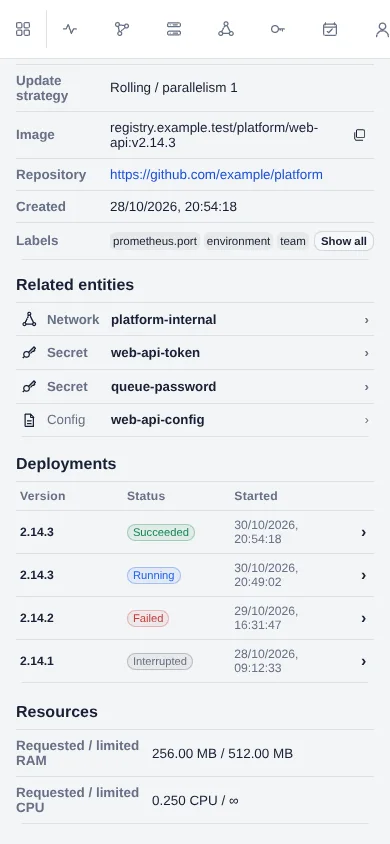 Update
strategy
Rolling / parallelism 1
Image
registry.example.test/platform/web-
api:v2.14.3
Repository
https://github.com/example/platform
Created
28/10/2026, 20:54:18
Labels
prometheus.port environment team Show all
Related entities
Network platform-internal ›
Secret web-api-token ›
Secret queue-password ›
Config web-api-config ›
Deployments
Version Status Started
2.14.3 Succeeded 30/10/2026,
20:54:18 ›
2.14.3 Running 30/10/2026,
20:49:02 ›
2.14.2 Failed 29/10/2026,
16:31:47 ›
2.14.1 Interrupted 28/10/2026,
09:12:33 ›
Resources
Requested / limited
RAM
256.00 MB / 512.00 MB
Requested / limited
CPU
0.250 CPU / ∞